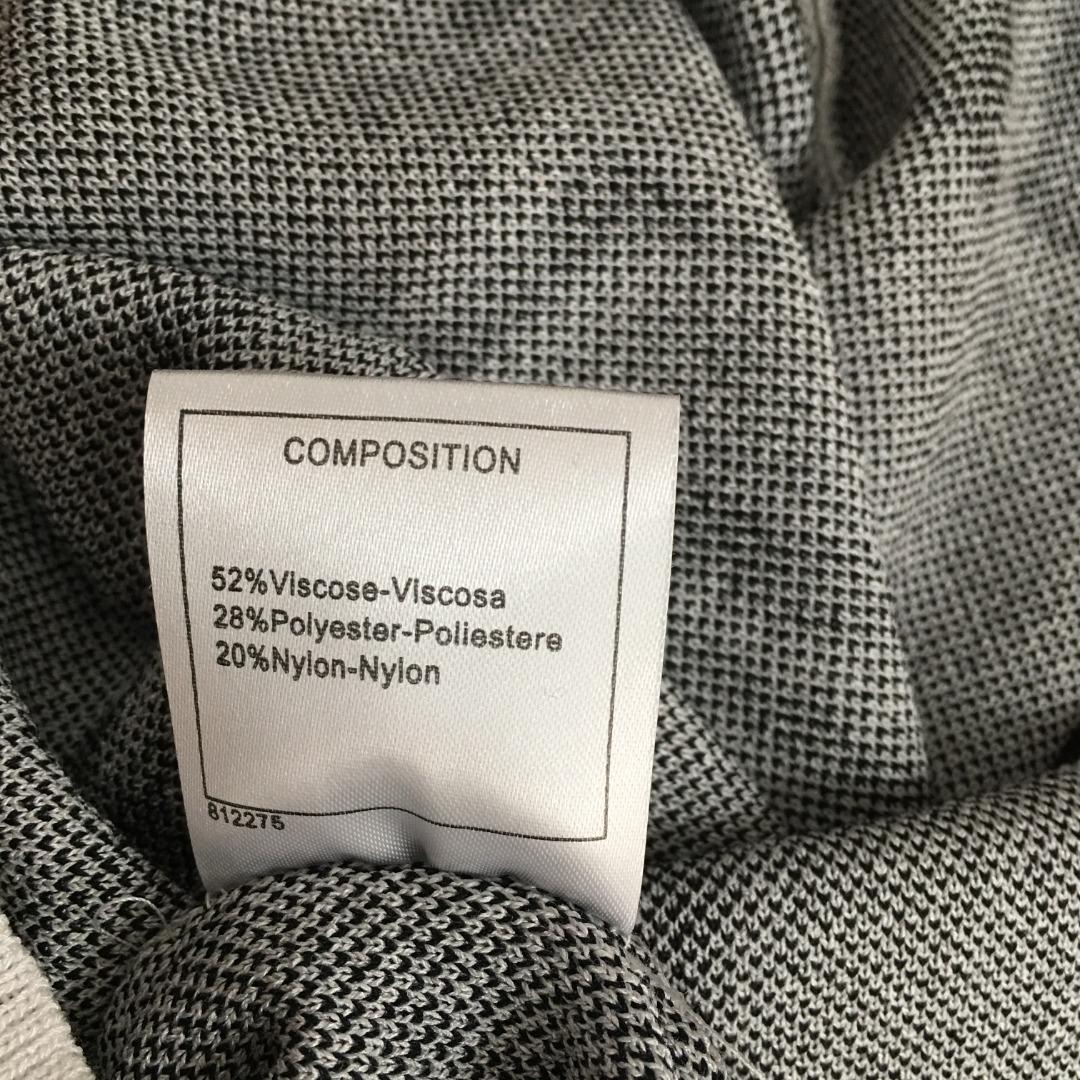 COMPOSITION
52%Viscose-Viscosa
28%Polyester-Poliestere
20%Nylon-Nylon
812275